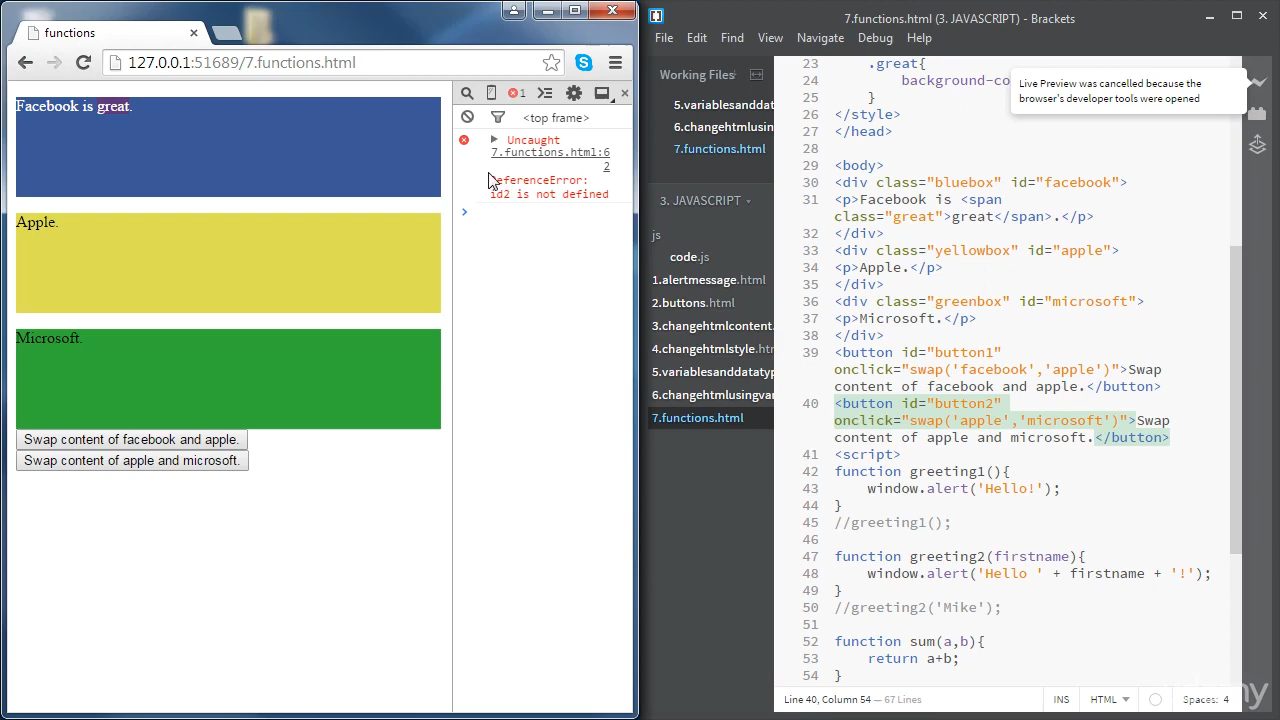 functions
127.0.0.1:51689/7.functions.html
Facebook is great.
Apple.
Microsoft.
Swap content of facebook and apple.
Swap content of apple and microsoft.
1
<top frame>
Uncaught
7.functions.html:6
2
ReferenceError:
id2 is not defined
7.functions.html (3. JAVASCRIPT) - Brackets
File Edit Find View Navigate Debug Help
Working Files
5.variablesanddata
6.changehtmlusin
7.functions.html
3. JAVASCRIPT
js
code.js
1.alertmessage.html
2.buttons.html
3.changehtmlcontent.
4.changehtmlstyle.htm
5.variablesanddatatyp
6.changehtmlusingvar
7.functions.html
Live Preview was cancelled because the
browser's developer tools were opened
23 .great{
24 background-co
25 }
26 </style>
27 </head>
28
29 <body>
30 <div class="bluebox" id="facebook">
31 <p>Facebook is <span
class="great">great</span>.</p>
32 </div>
33 <div class="yellowbox" id="apple">
34 <p>Apple.</p>
35 </div>
36 <div class="greenbox" id="microsoft">
37 <p>Microsoft.</p>
38 </div>
39 <button id="button1"
onclick="swap('facebook','apple')">Swap
content of facebook and apple.</button>
40 <button id="button2"
onclick="swap('apple','microsoft')">Swap
content of apple and microsoft.</button>
41 <script>
42 function greeting1(){
43 window.alert('Hello!');
44 }
45 //greeting1();
46
47 function greeting2(firstname){
48 window.alert('Hello ' + firstname + '!');
49 }
50 //greeting2('Mike');
51
52 function sum(a,b){
53 return a+b;
54 }
Line 40, Column 54 — 67 Lines
INS HTML Spaces: 4